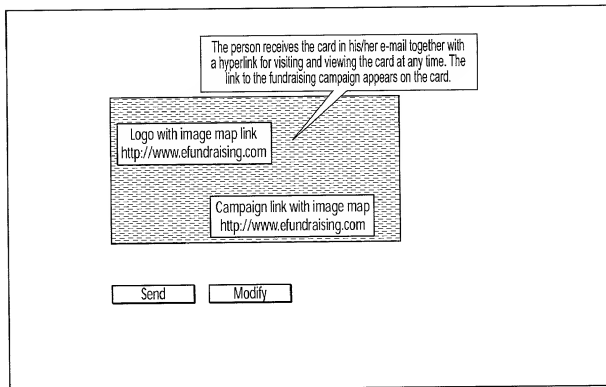 The person receives the card in his/her e-mail together with
a hyperlink for visiting and viewing the card at any time. The
link to the fundraising campaign appears on the card.
Logo with image map link
http://www.efundraising.com
Campaign link with image map
http://www.efundraising.com
Send
Modify